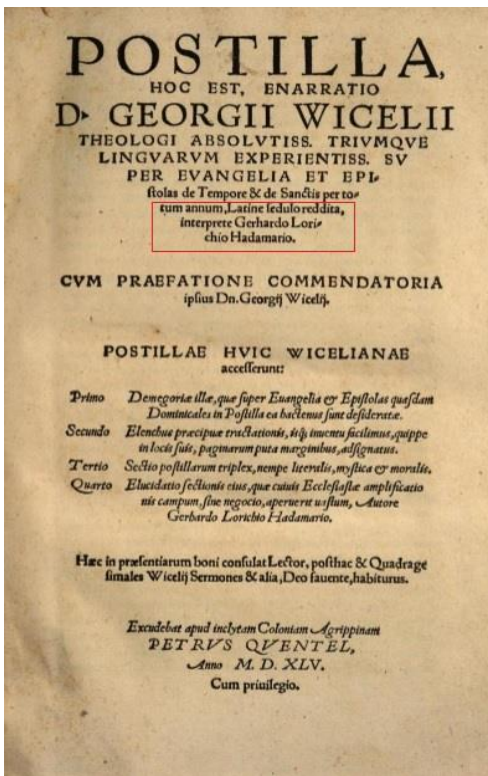 POSTILLA,
HOC EST, ENARRATIO
D. GEORGII WICELII
THEOLOGI ABSOLVTISS. TRIVMQVE
LINGVARVM EXPERIENTISS. SV
PER EVANGELIA ET EPI-
ſtolas de Tempore & de Sanctis per to-
tum annum, Latine ſedulo reddita,
interprete Gerhardo Lori-
chio Hadamario.
CVM PRAEFATIONE COMMENDATORIA
ipſius Dn. Georgij Wicelij.
POSTILLAE HVIC WICELIANAE
acceſſerunt:
Primo Demegoriæ illæ, quæ ſuper Euangelia & Epiſtolas quaſdam
Dominicales in Poſtilla ea hactenus ſunt deſideratæ.
Secundo Elenchus præcipuæ tractationis, isq; inuentu facilimus, quippe
in locis ſuis, paginarum puta marginibus, adſignatus.
Tertio Sectio poſtillarum triplex, nempe literalis, myſtica & moralis.
Quarto Elucidatio ſectionis eius, quæ cuiuis Eccleſiaſtæ amplificatio
nis campum, ſine negocio, aperuerit uaſtum, Autore
Gerhardo Lorichio Hadamario.
Hæc in præſentiarum boni conſulat Lector, poſthac & Quadrage
ſimales Wicelij Sermones & alia, Deo fauente, habiturus.
Excudebat apud inclytam Coloniam Agrippinam
PETRVS QVENTEL,
Anno M. D. XLV.
Cum priuilegio.